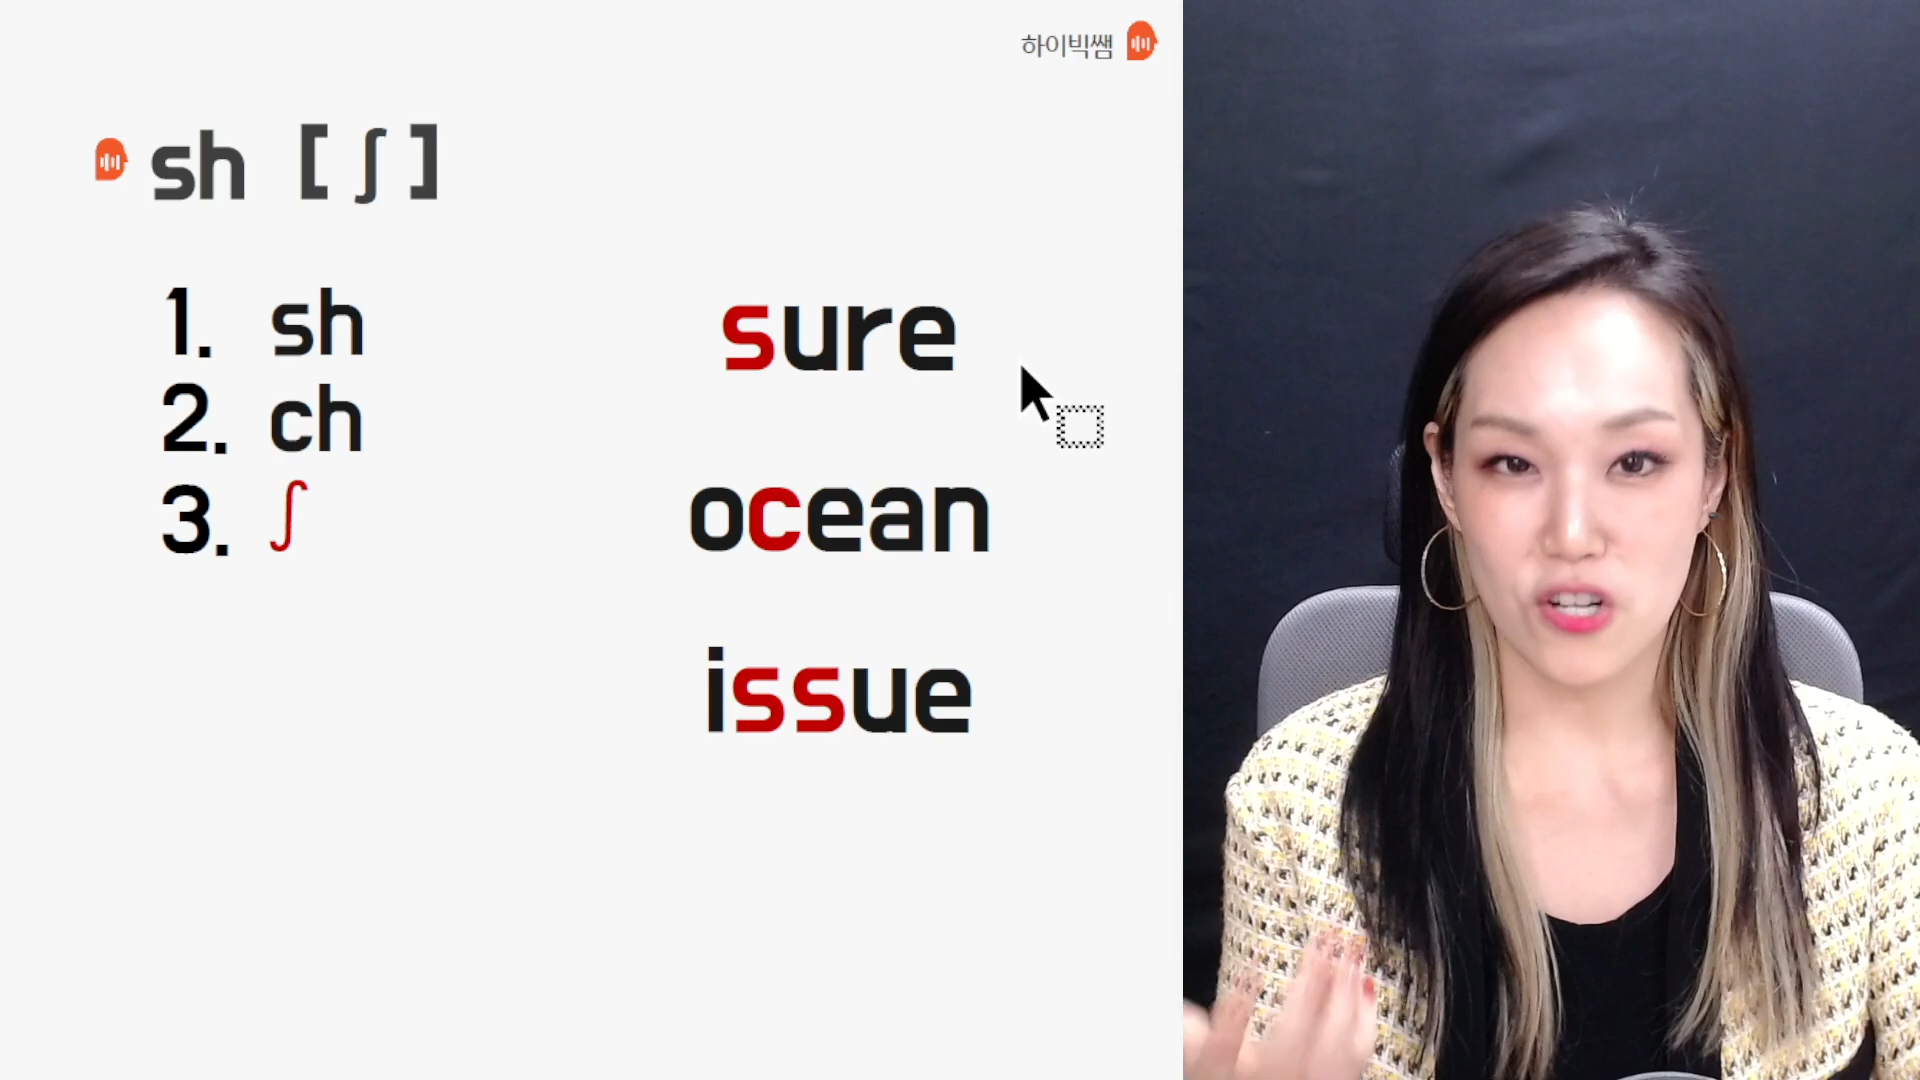 하이빅쌤
sh [ʃ]
1. sh
2. ch
3. ʃ
sure
ocean
issue